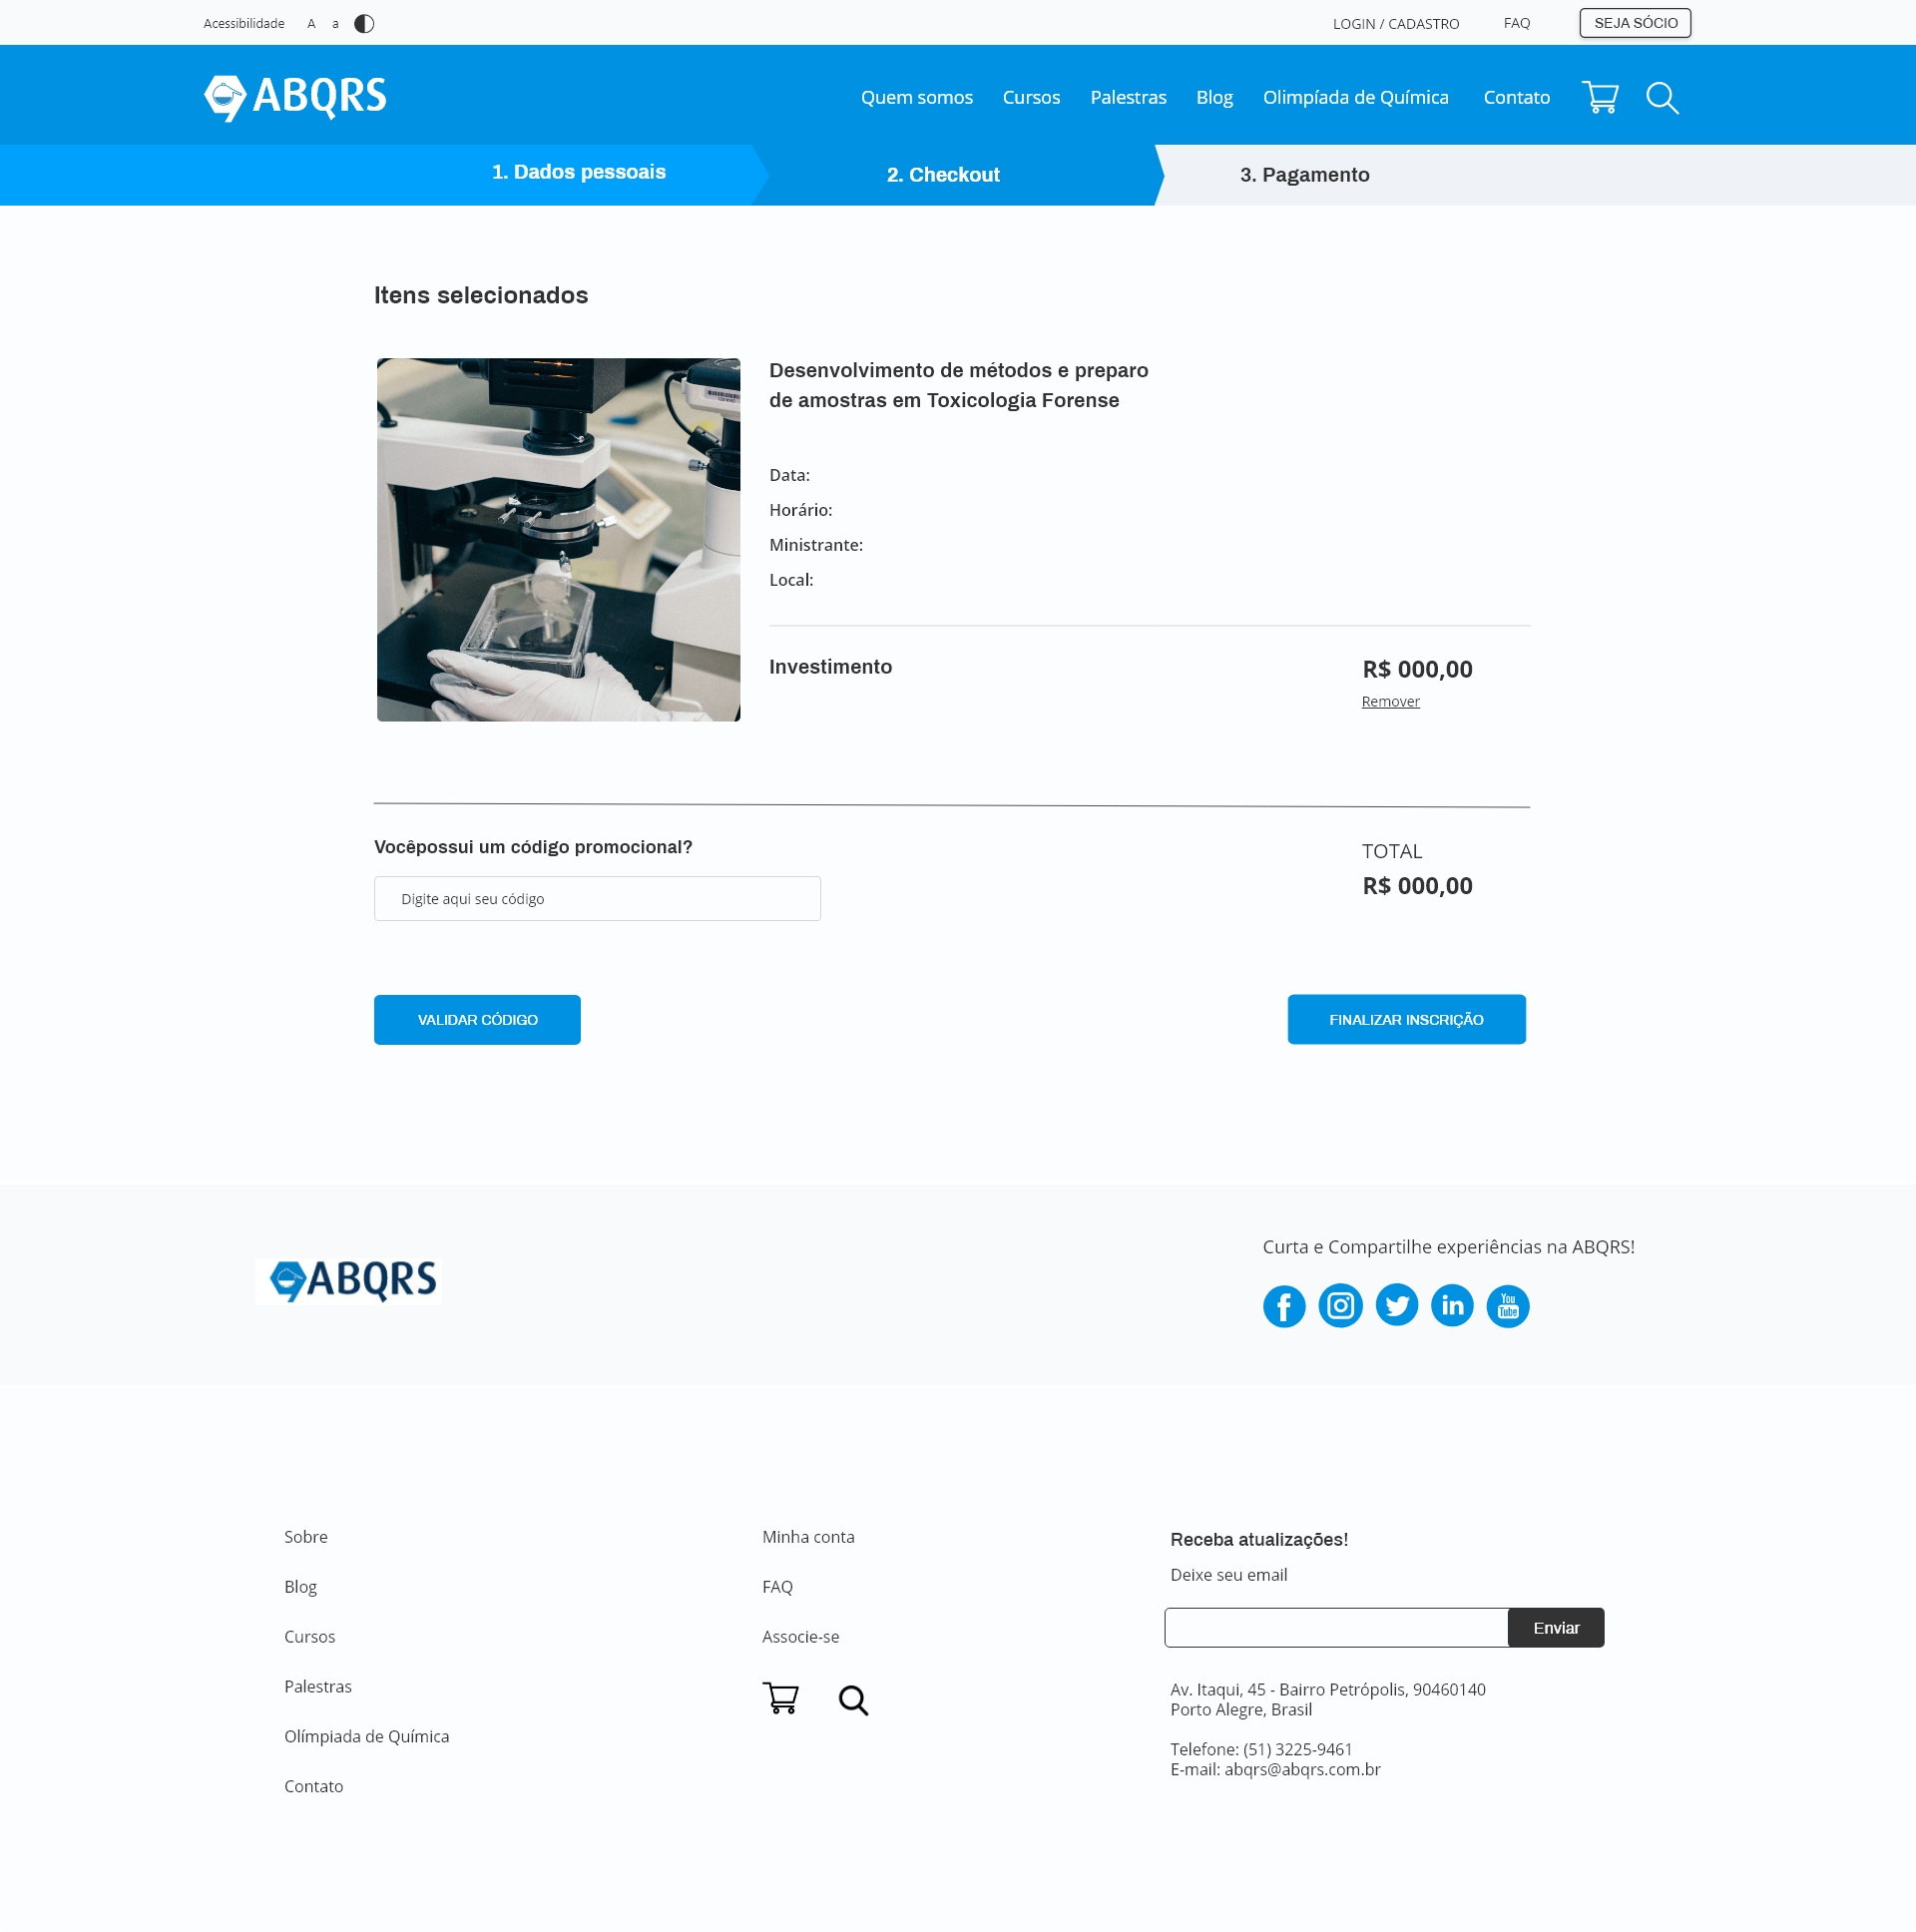 Acessibilidade A a
LOGIN / CADASTRO FAQ SEJA SÓCIO
ABQRS
Quem somos Cursos Palestras Blog Olimpíada de Química Contato
1. Dados pessoais 2. Checkout 3. Pagamento
Itens selecionados
Desenvolvimento de métodos e preparo
de amostras em Toxicologia Forense
Data:
Horário:
Ministrante:
Local:
Investimento R$ 000,00
Remover
Vocêpossui um código promocional?
Digite aqui seu código
TOTAL
R$ 000,00
VALIDAR CÓDIGO FINALIZAR INSCRIÇÃO
ABQRS
Curta e Compartilhe experiências na ABQRS!
in You Tube
Sobre
Blog
Cursos
Palestras
Olímpiada de Química
Contato
Minha conta
FAQ
Associe-se
Receba atualizações!
Deixe seu email
Enviar
Av. Itaqui, 45 - Bairro Petrópolis, 90460140
Porto Alegre, Brasil
Telefone: (51) 3225-9461
E-mail: abqrs@abqrs.com.br